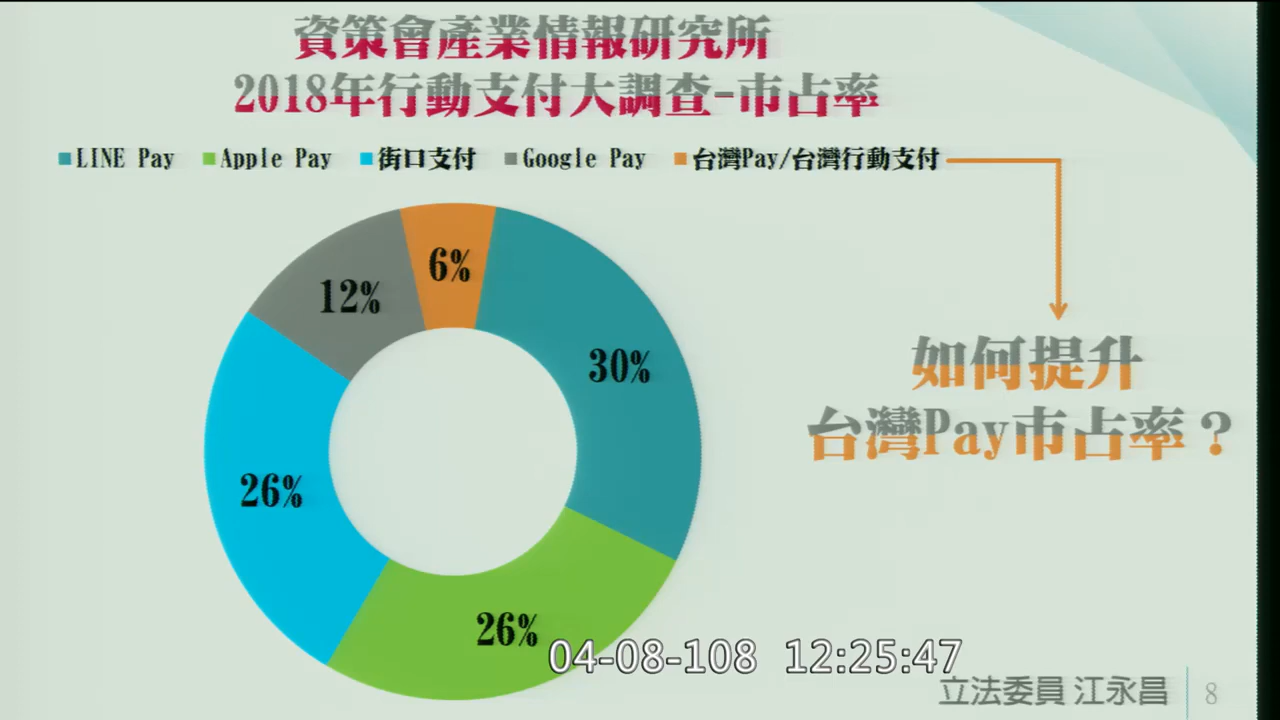 資策會產業情報研究所
2018年行動支付大調查-市占率
LINE Pay Apple Pay 街口支付 Google Pay 台灣Pay/台灣行動支付
6%
12%
30%
如何提升
台灣Pay市占率？
26%
26%
04-08-108 12:25:47
立法委員 江永昌 8